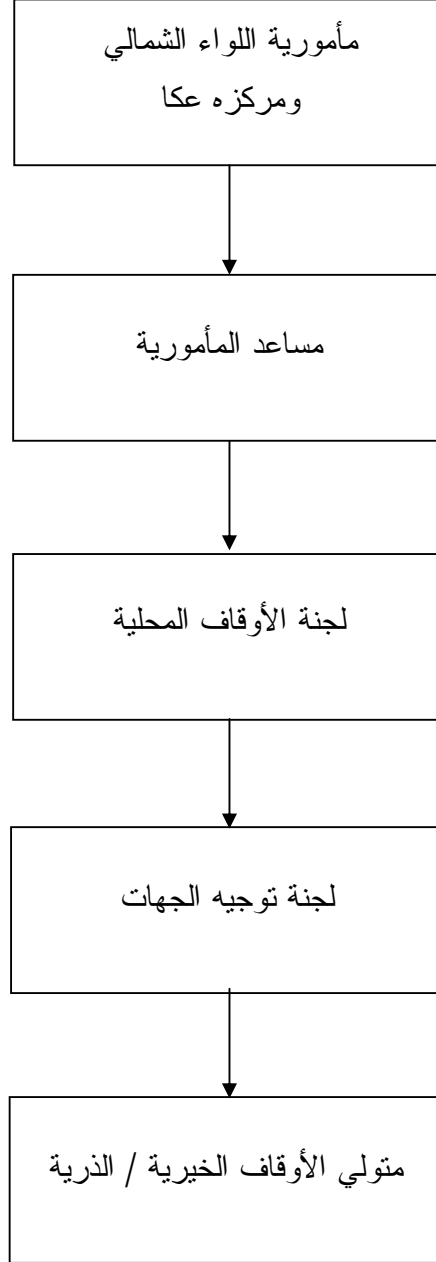 مأمورية اللواء الشمالي
ومركزه عكا
مساعد المأمورية
لجنة الأوقاف المحلية
لجنة توجيه الجهات
متولي الأوقاف الخيرية / الذرية